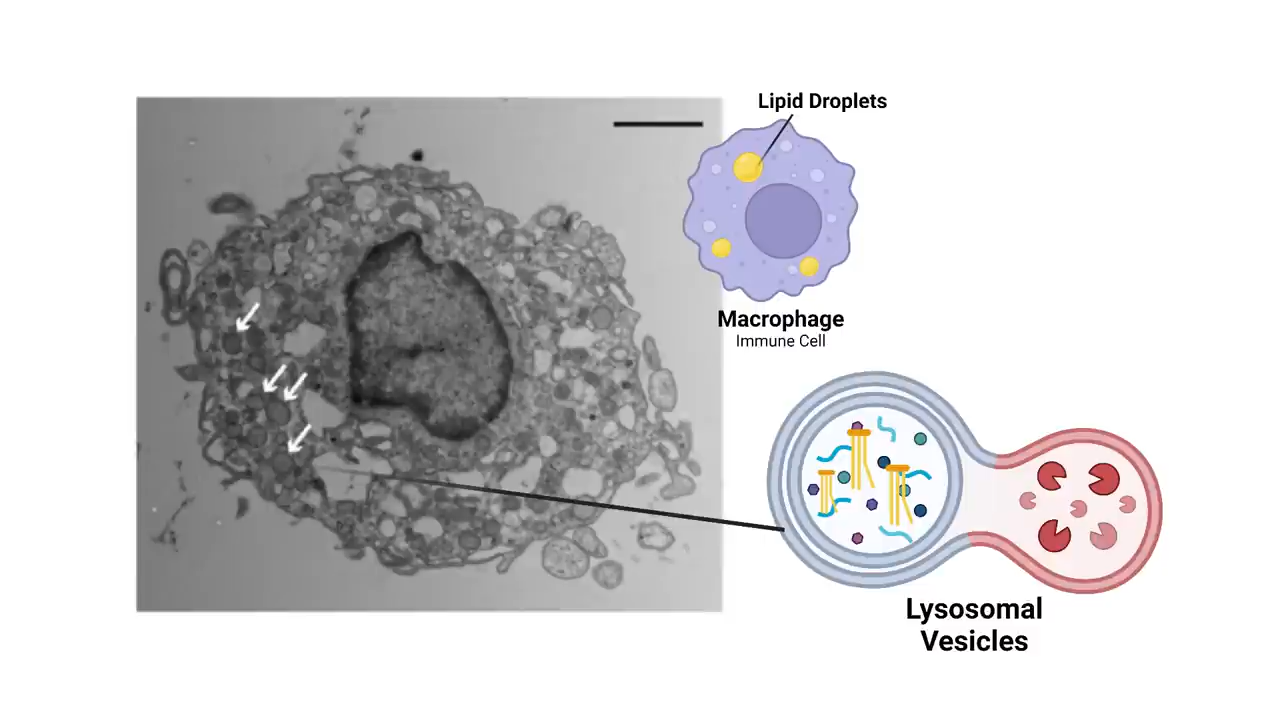 Lipid Droplets
Macrophage
Immune Cell
Lysosomal
Vesicles